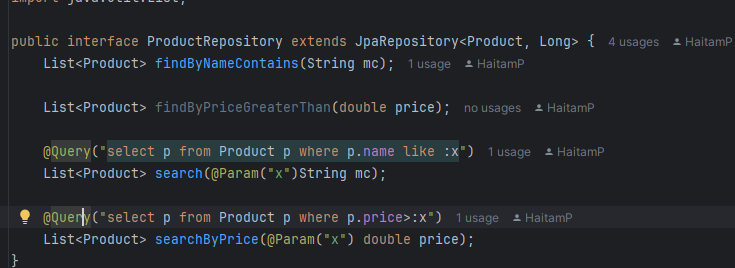 import java.util.List;
public interface ProductRepository extends JpaRepository<Product, Long> { 4 usages HaitamP
List<Product> findByNameContains(String mc); 1 usage HaitamP
List<Product> findByPriceGreaterThan(double price); no usages HaitamP
@Query("select p from Product p where p.name like :x") 1 usage HaitamP
List<Product> search(@Param("x")String mc);
@Query("select p from Product p where p.price>:x") 1 usage HaitamP
List<Product> searchByPrice(@Param("x") double price);
}